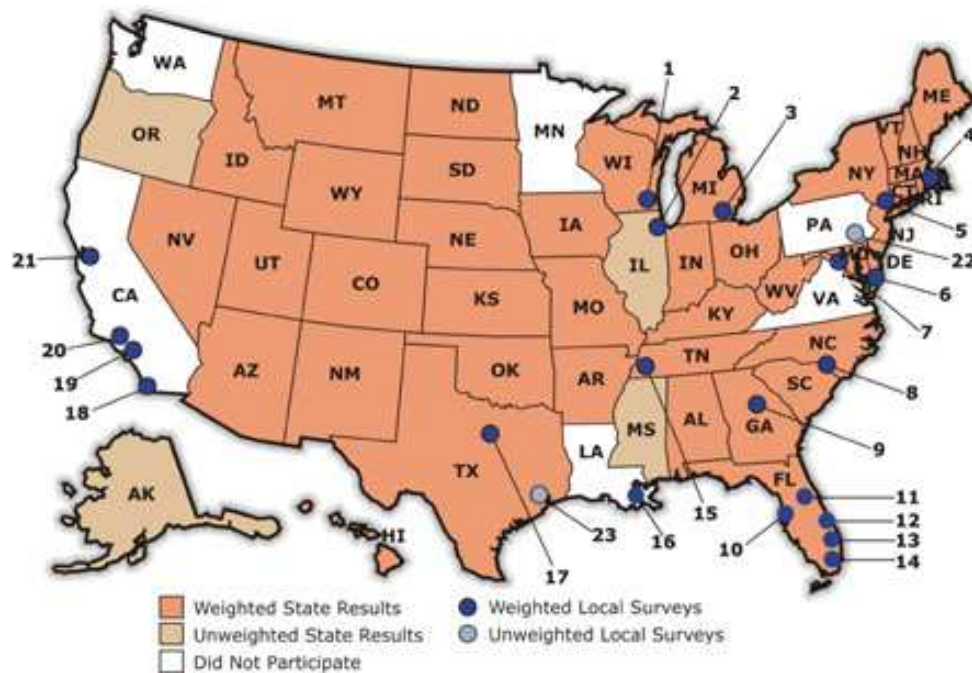 1
2
3
WA
MT
ND
MN
ME
VT
NH
4
OR
ID
SD
WI
MI
NY
MA
RI
WY
5
IA
PA
NJ
22
NV
NE
IL
IN
OH
DE
21
UT
CO
6
CA
KS
MO
WV
VA
KY
7
20
NC
TN
19
AZ
NM
OK
AR
SC
8
18
MS
AL
GA
LA
9
TX
FL
AK
11
HI
10
12
15
16
23
13
17
14
Weighted State Results
Weighted Local Surveys
Unweighted State Results
Unweighted Local Surveys
Did Not Participate